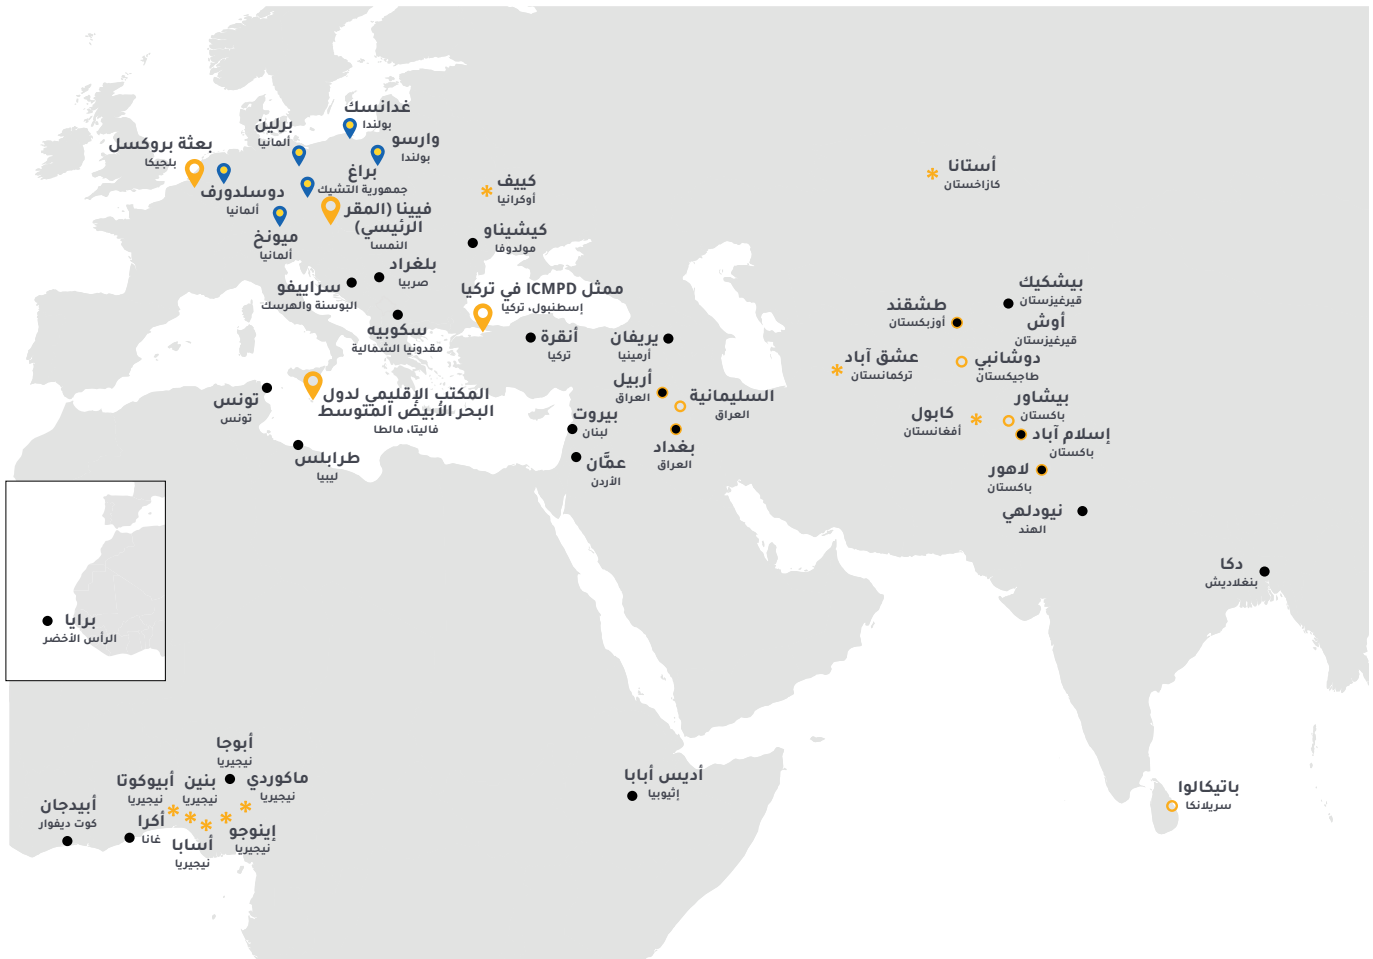 غدانسك
بولندا
برلين
ألمانيا
وارسو
بولندا
بعثة بروكسل
بلجيكا
براغ
جمهورية التشيك
دوسلدورف
ألمانيا
فيينا (المقر
الرئيسي)
النمسا
ميونخ
ألمانيا
كييف
أوكرانيا
كيشيناو
مولدوفا
بلغراد
صربيا
سراييفو
البوسنة والهرسك
ممثل ICMPD في تركيا
إسطنبول، تركيا
سكوبيه
مقدونيا الشمالية
أنقرة
تركيا
يريفان
أرمينيا
أستانا
كازاخستان
بيشكيك
قيرغيزستان
أوش
قيرغيزستان
طشقند
أوزبكستان
دوشانبي
طاجيكستان
عشق آباد
تركمانستان
بيشاور
باكستان
كابول
أفغانستان
إسلام آباد
باكستان
لاهور
باكستان
نيودلهي
الهند
دكا
بنغلاديش
أربيل
العراق
السليمانية
العراق
بغداد
العراق
بيروت
لبنان
عمَّان
الأردن
المكتب الإقليمي لدول
البحر الأبيض المتوسط
فاليتا، مالطا
تونس
تونس
طرابلس
ليبيا
برايا
الرأس الأخضر
أبوجا
نيجيريا
ماكوردي
نيجيريا
بنين
نيجيريا
أبيوكوتا
نيجيريا
أبيدجان
كوت ديفوار
أكرا
غانا
أسابا
نيجيريا
إينوجو
نيجيريا
أديس أبابا
إثيوبيا
باتيكالوا
سريلانكا